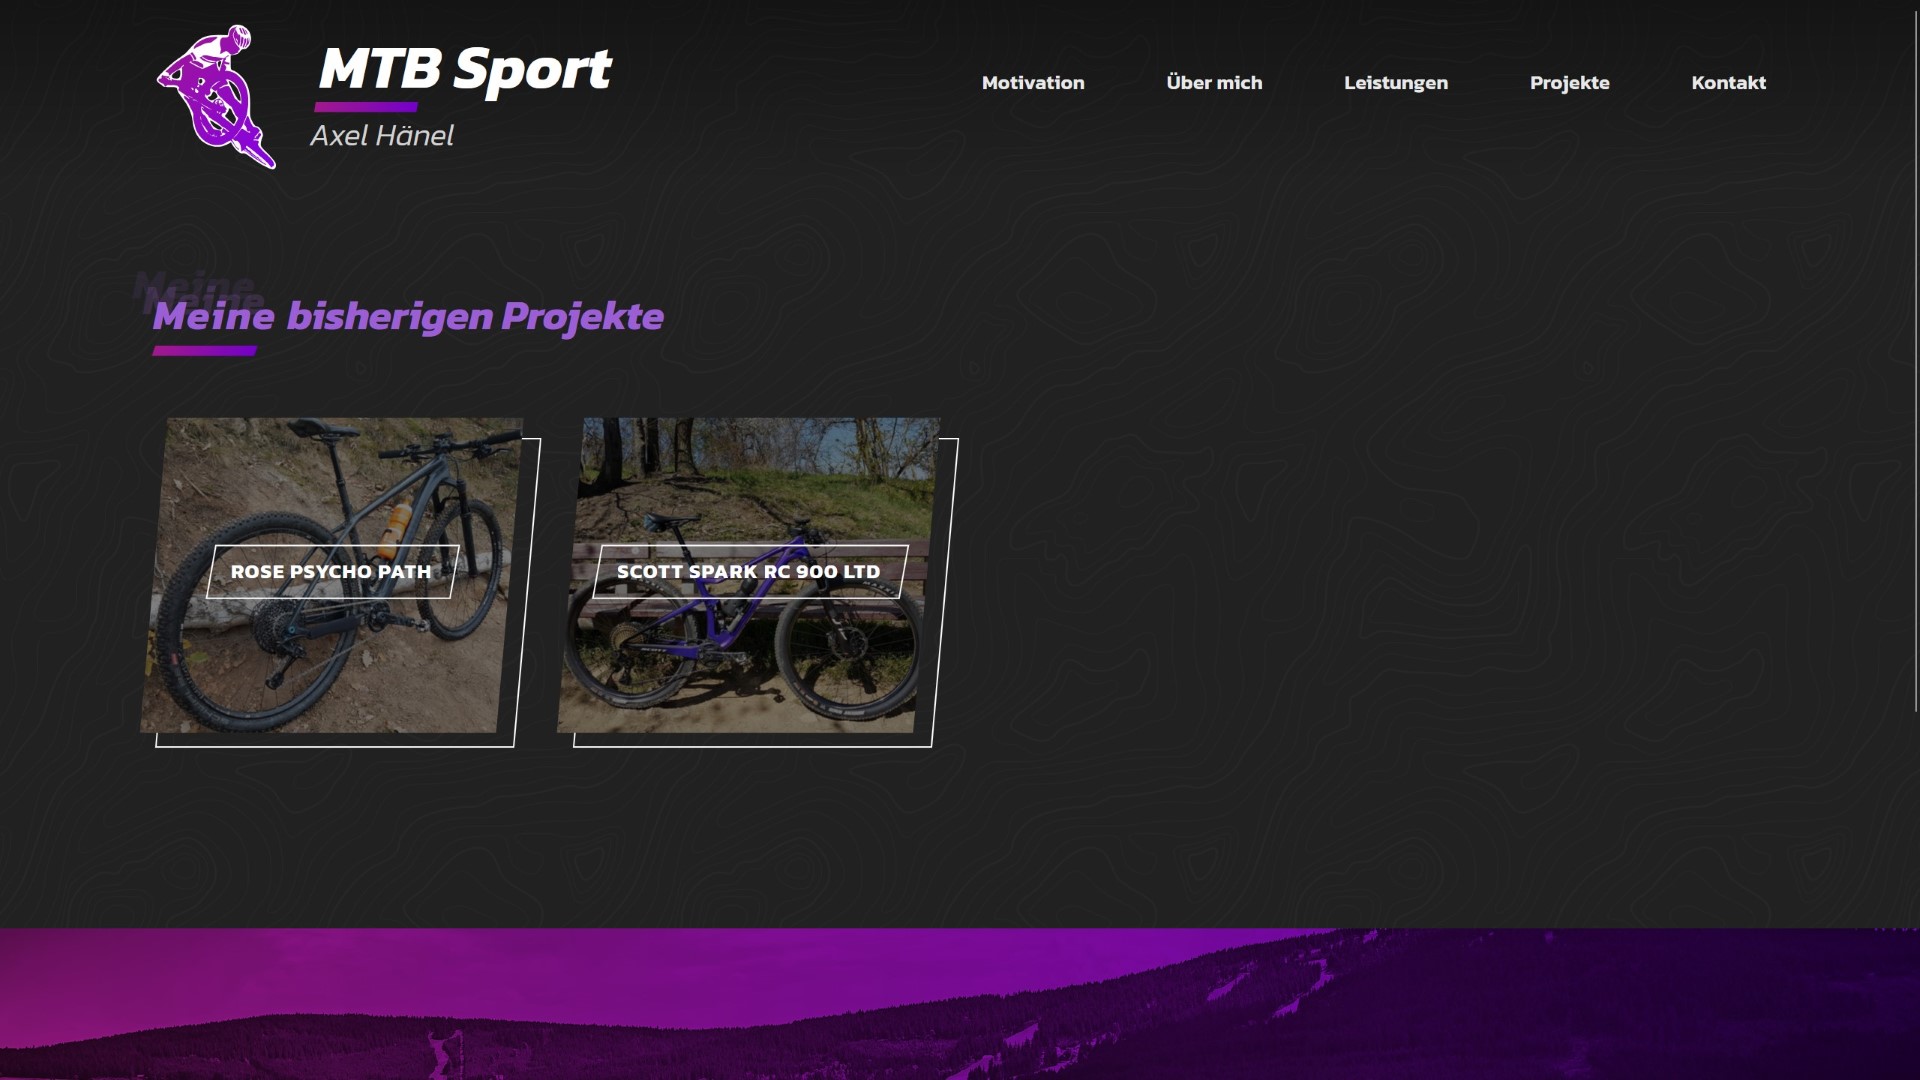 MTB Sport
Axel Hänel
Motivation
Über mich
Leistungen
Projekte
Kontakt
Meine
Meine
Meine bisherigen Projekte
ROSE PSYCHO PATH
SCOTT SPARK RC 900 LTD